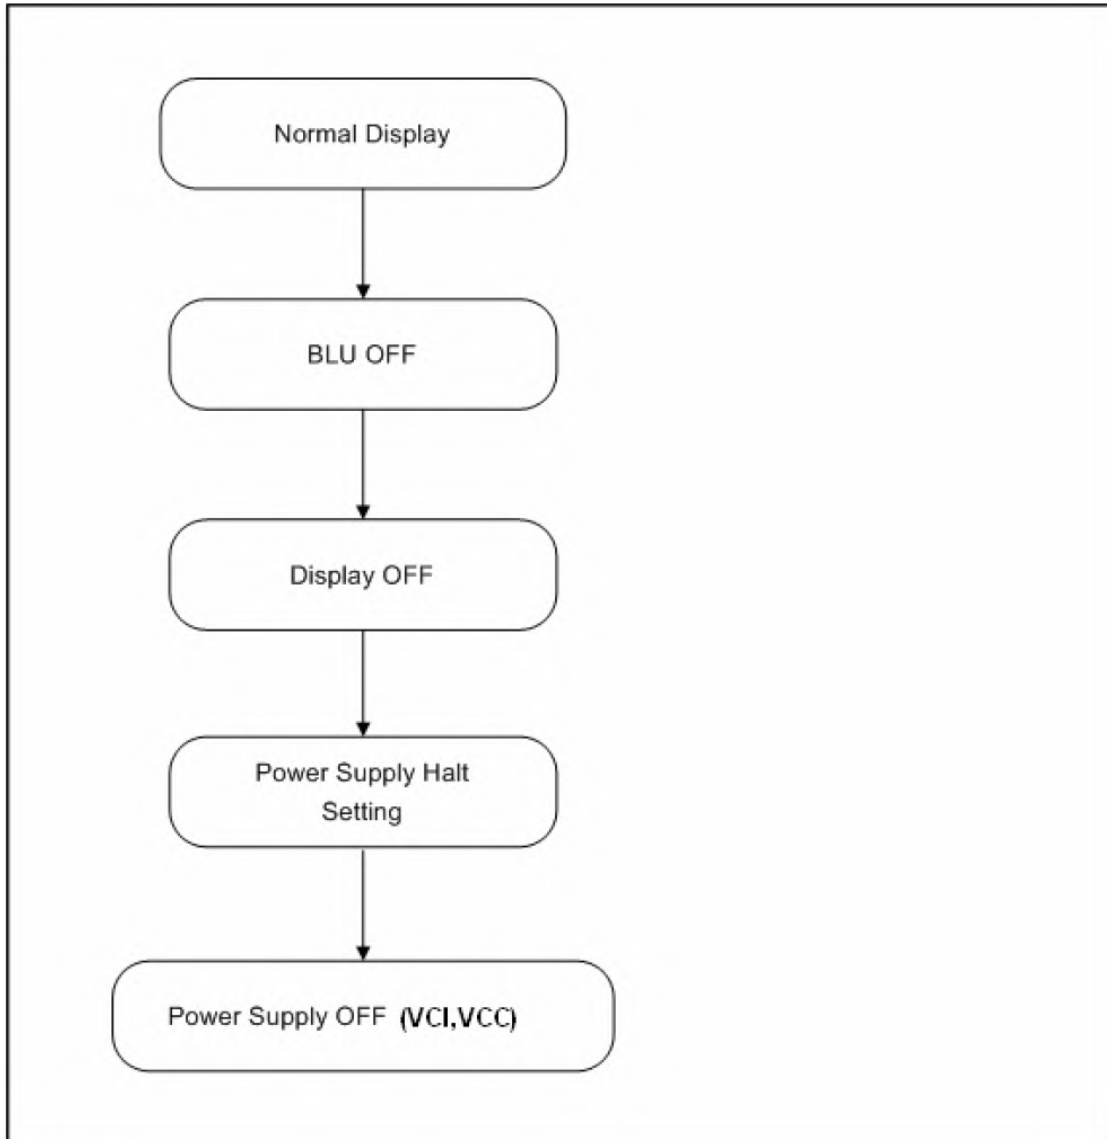 Normal Display
BLU OFF
Display OFF
Power Supply Halt
Setting
Power Supply OFF (VCI,VCC)